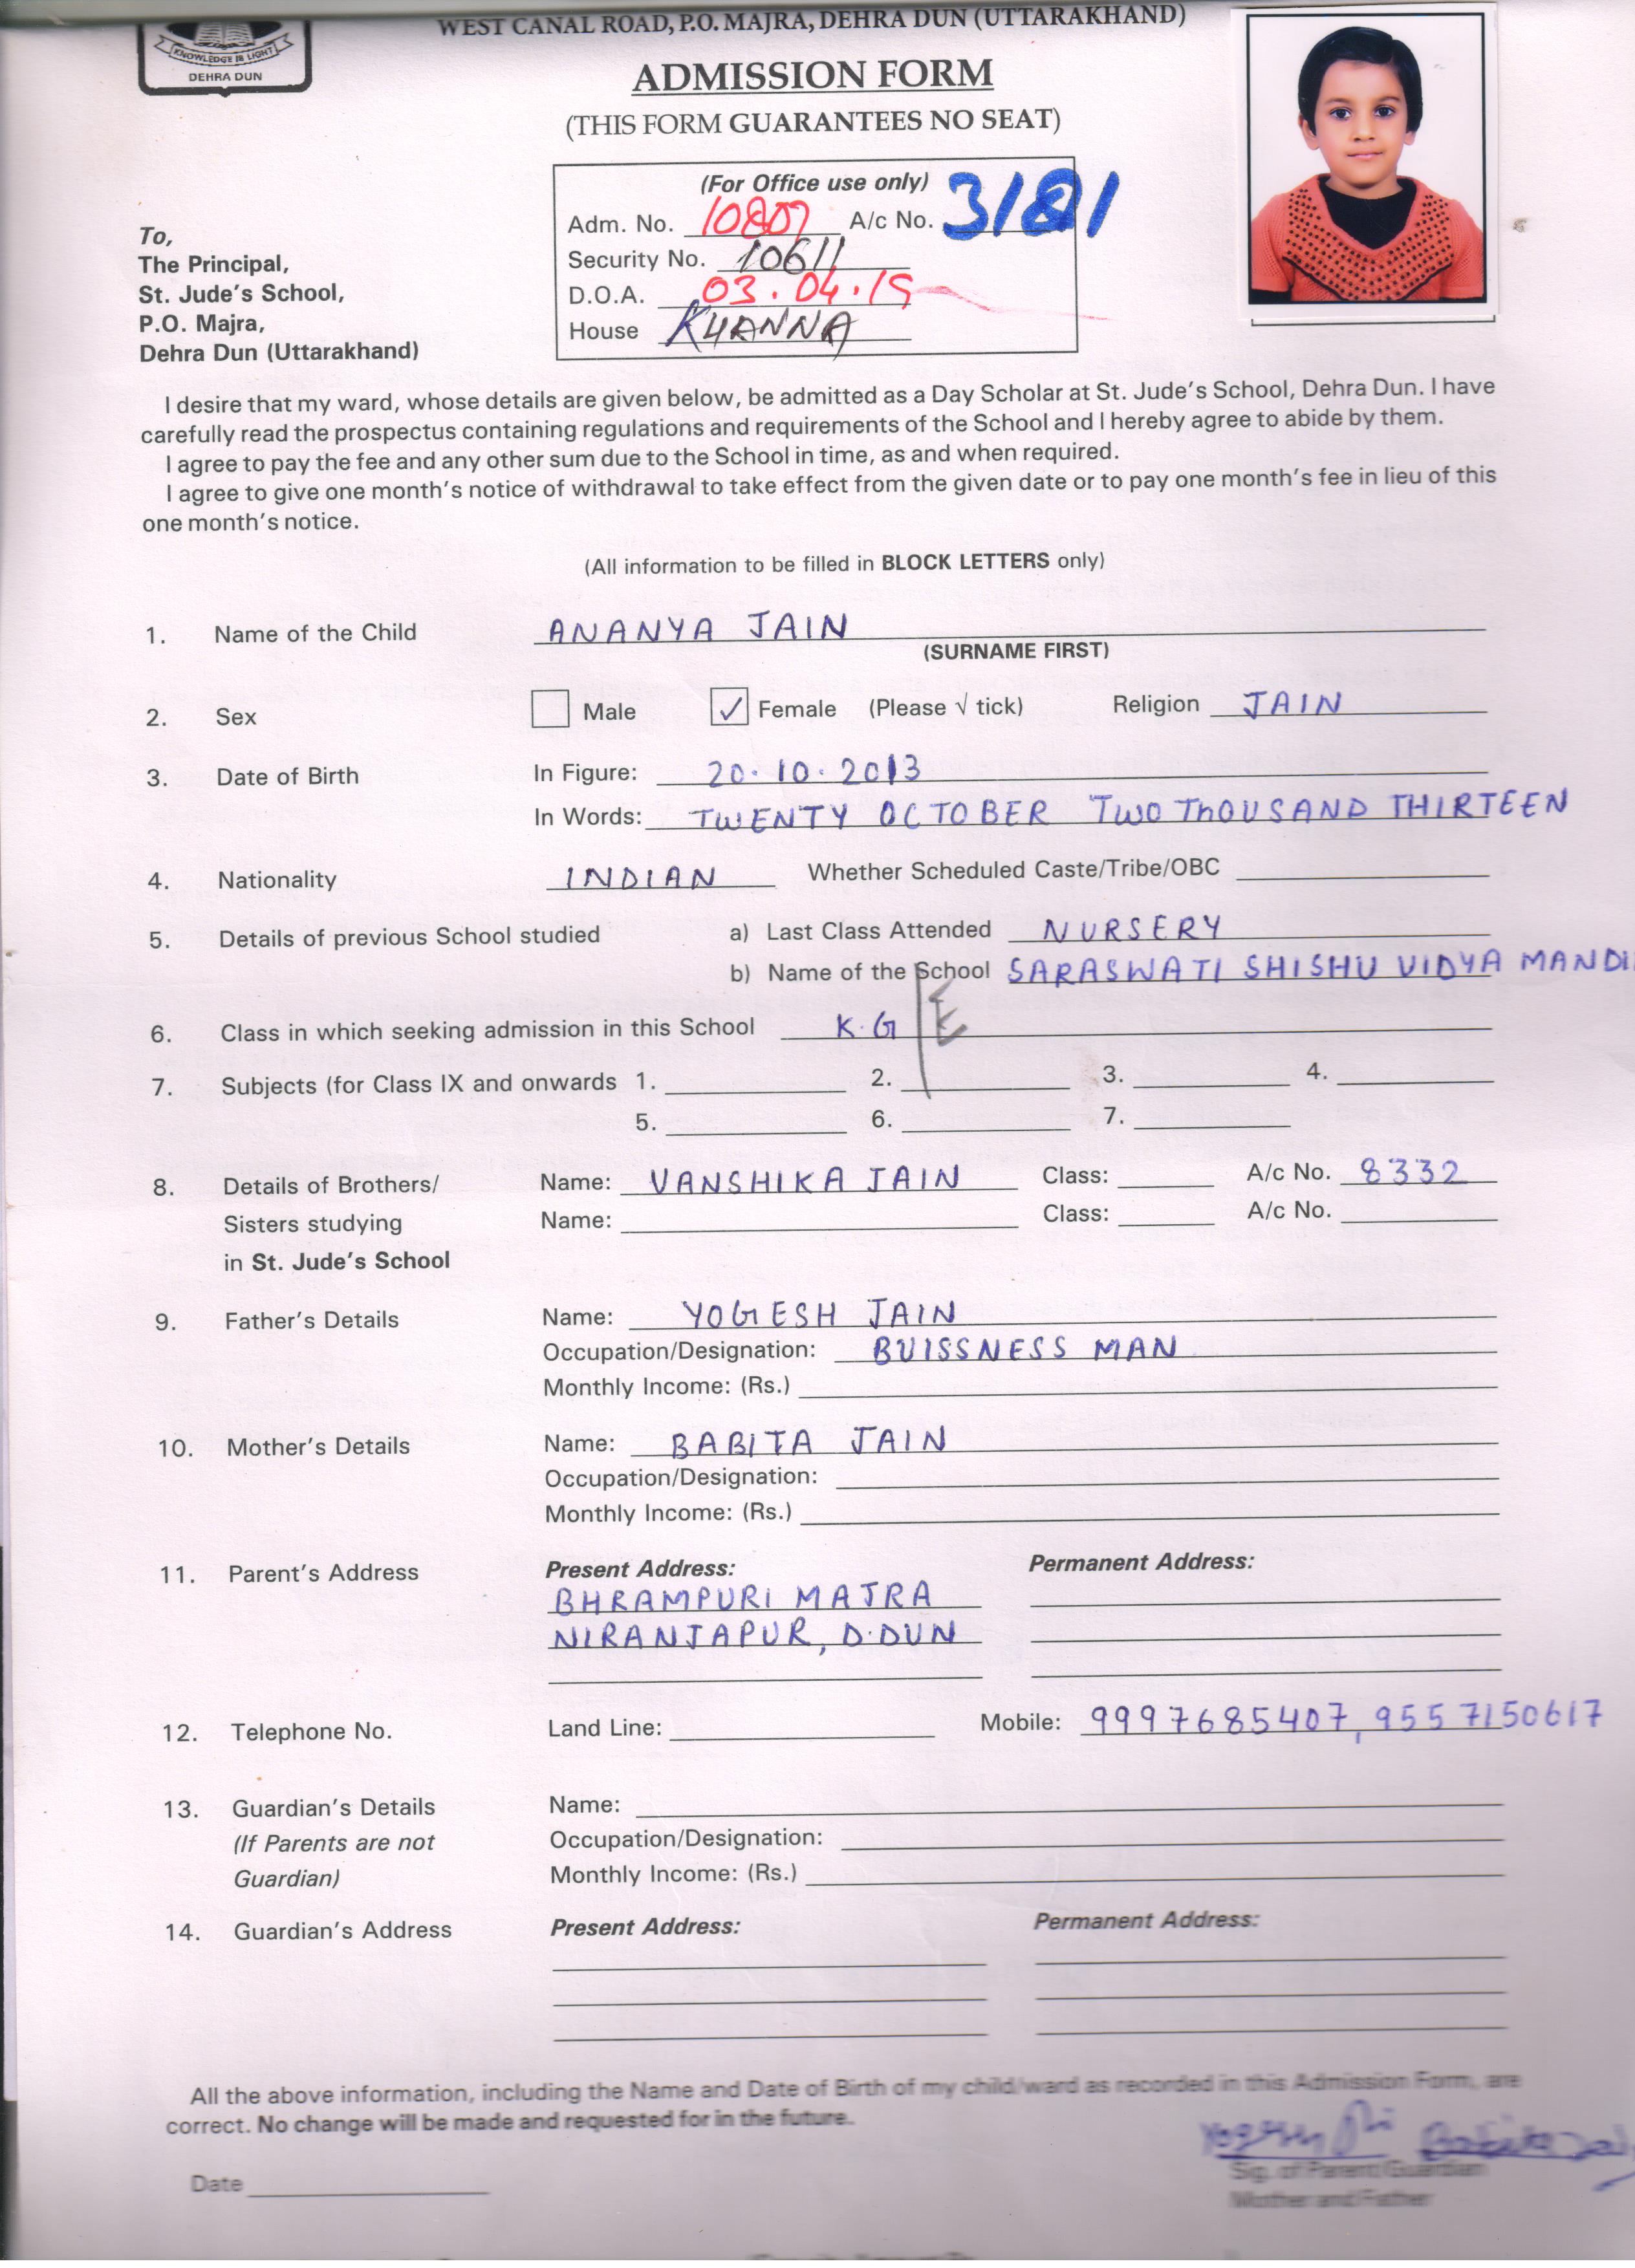 WEST CANAL ROAD, P.O. MAJRA, DEHRA DUN (UTTARAKHAND)
KNOWLEDGE IS LIGHT
DEHRA DUN
ADMISSION FORM
(THIS FORM GUARANTEES NO SEAT)
(For Office use only)
Adm. No. 10807 A/c No. 3181
Security No. 10611
D.O.A. 03.04.19
House KHANNA
To,
The Principal,
St. Jude's School,
P.O. Majra,
Dehra Dun (Uttarakhand)
I desire that my ward, whose details are given below, be admitted as a Day Scholar at St. Jude's School, Dehra Dun. I have
carefully read the prospectus containing regulations and requirements of the School and I hereby agree to abide by them.
I agree to pay the fee and any other sum due to the School in time, as and when required.
I agree to give one month's notice of withdrawal to take effect from the given date or to pay one month's fee in lieu of this
one month's notice.
(All information to be filled in BLOCK LETTERS only)
1. Name of the Child ANANYA JAIN
(SURNAME FIRST)
2. Sex Male ✓ Female (Please √ tick) Religion JAIN
3. Date of Birth In Figure: 20.10.2013
In Words: TWENTY OCTOBER TWO THOUSAND THIRTEEN
4. Nationality INDIAN Whether Scheduled Caste/Tribe/OBC
5. Details of previous School studied a) Last Class Attended NURSERY
b) Name of the School SARASWATI SHISHU VIDYA MANDI
6. Class in which seeking admission in this School K.G E
7. Subjects (for Class IX and onwards 1. 2. 3. 4.
5. 6. 7.
8. Details of Brothers/ Name: VANSHIKA JAIN Class: A/c No. 8332
Sisters studying Name: Class: A/c No.
in St. Jude's School
9. Father's Details Name: YOGESH JAIN
Occupation/Designation: BUISSNESS MAN
Monthly Income: (Rs.)
10. Mother's Details Name: BABITA JAIN
Occupation/Designation:
Monthly Income: (Rs.)
11. Parent's Address Present Address: Permanent Address:
BHRAMPURI MAJRA
NIRANJAPUR, D.DUN
12. Telephone No. Land Line: Mobile: 9997685407, 9557150617
13. Guardian's Details Name:
(If Parents are not Occupation/Designation:
Guardian) Monthly Income: (Rs.)
14. Guardian's Address Present Address: Permanent Address:
All the above information, including the Name and Date of Birth of my child/ward as recorded in this Admission Form, are
correct. No change will be made and requested for in the future.
Sig. of Parent/Guardian
Date
Mother and Father